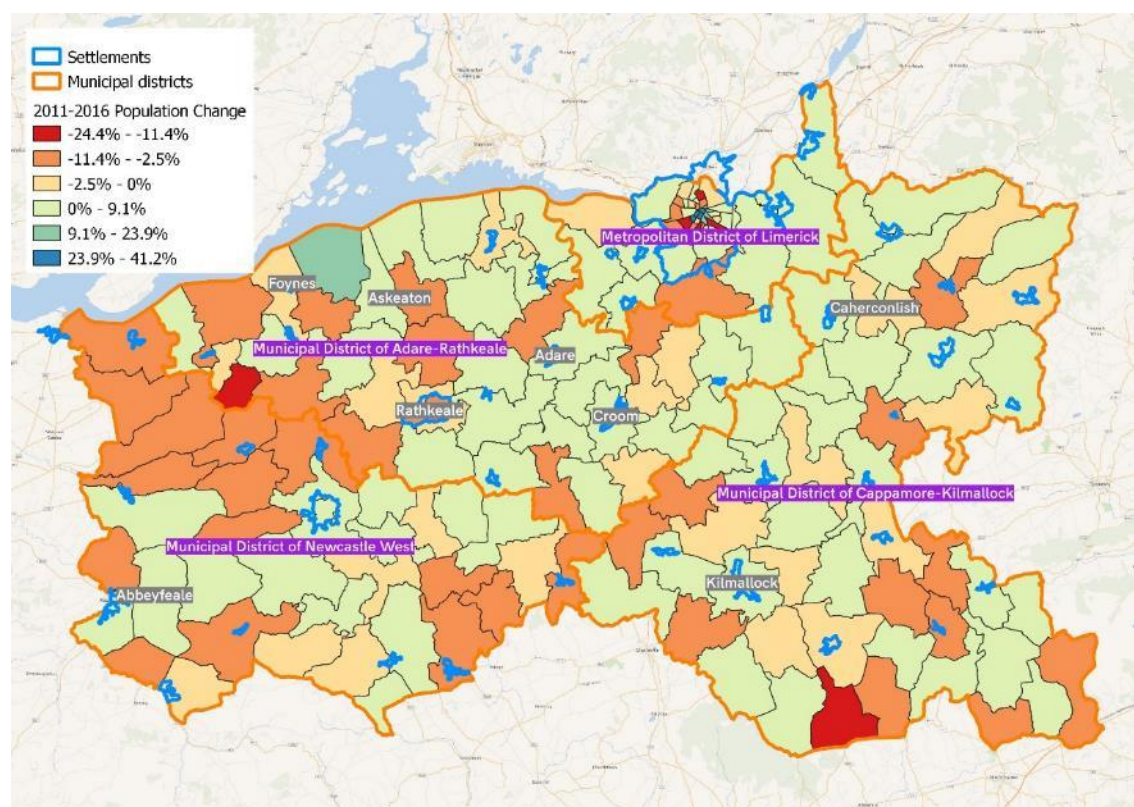 Settlements
Municipal districts
2011-2016 Population Change
-24.4% - -11.4%
-11.4% - -2.5%
-2.5% - 0%
0% - 9.1%
9.1% - 23.9%
23.9% - 41.2%
Metropolitan District of Limerick
Foynes
Askeaton
Caherconlish
Municipal District of Adare-Rathkeale
Adare
Rathkeale
Croom
Municipal District of Cappamore-Kilmallock
Municipal District of Newcastle West
Kilmallock
Abbeyfeale